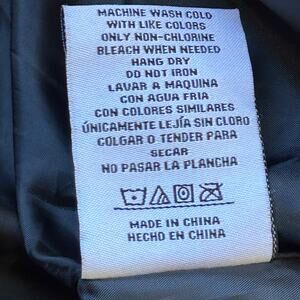 MACHINE WASH COLD
WITH LIKE COLORS
ONLY NON-CHLORINE
BLEACH WHEN NEEDED
HANG DRY
DO NOT IRON
LAVAR A MAQUINA
CON AGUA FRIA
CON COLORES SIMILARES
ÚNICAMENTE LEJÍA SIN CLORO
COLGAR O TENDER PARA
SECAR
NO PASAR LA PLANCHA
MADE IN CHINA
HECHO EN CHINA